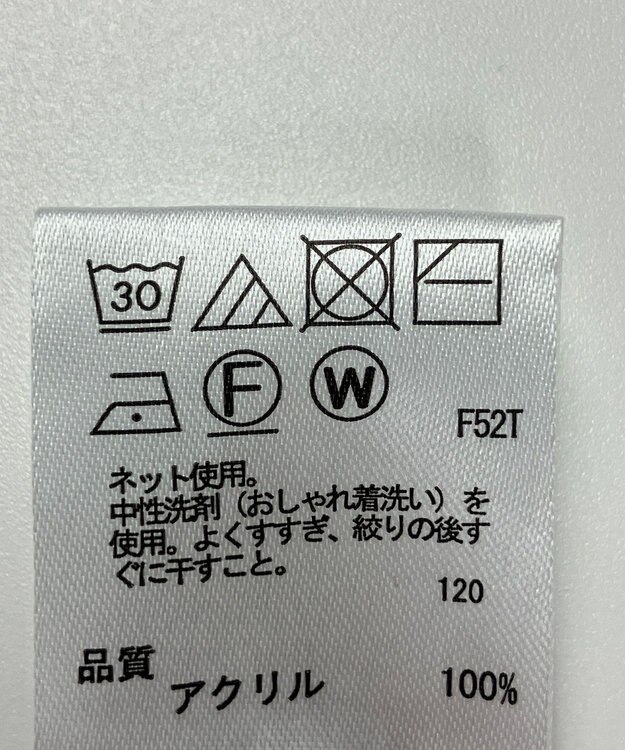 30
F W
F52T
ネット使用。
中性洗剤（おしゃれ着洗い）を
使用。よくすすぎ、絞りの後す
ぐに干すこと。
120
品質
アクリル 100%